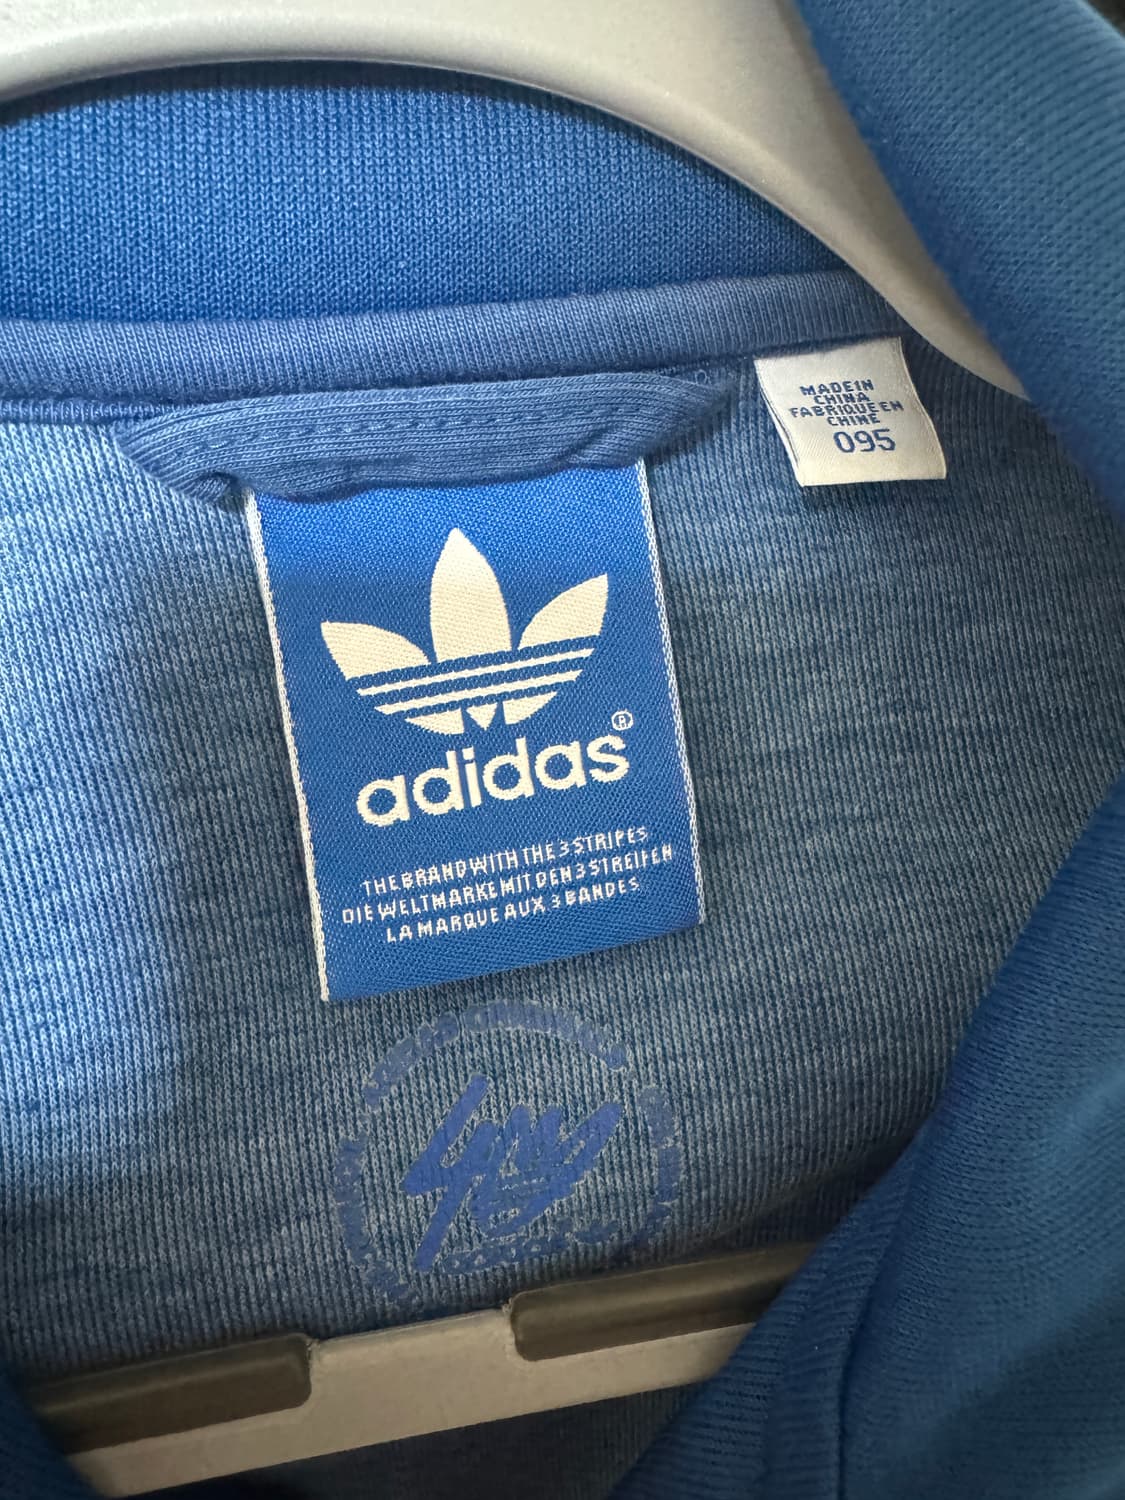 MADE IN
CHINA
FABRIQUE EN
CHINE
095
adidas®
THE BRAND WITH THE 3 STRIPES
DIE WELTMARKE MIT DEN 3 STREIFEN
LA MARQUE AUX 3 BANDES